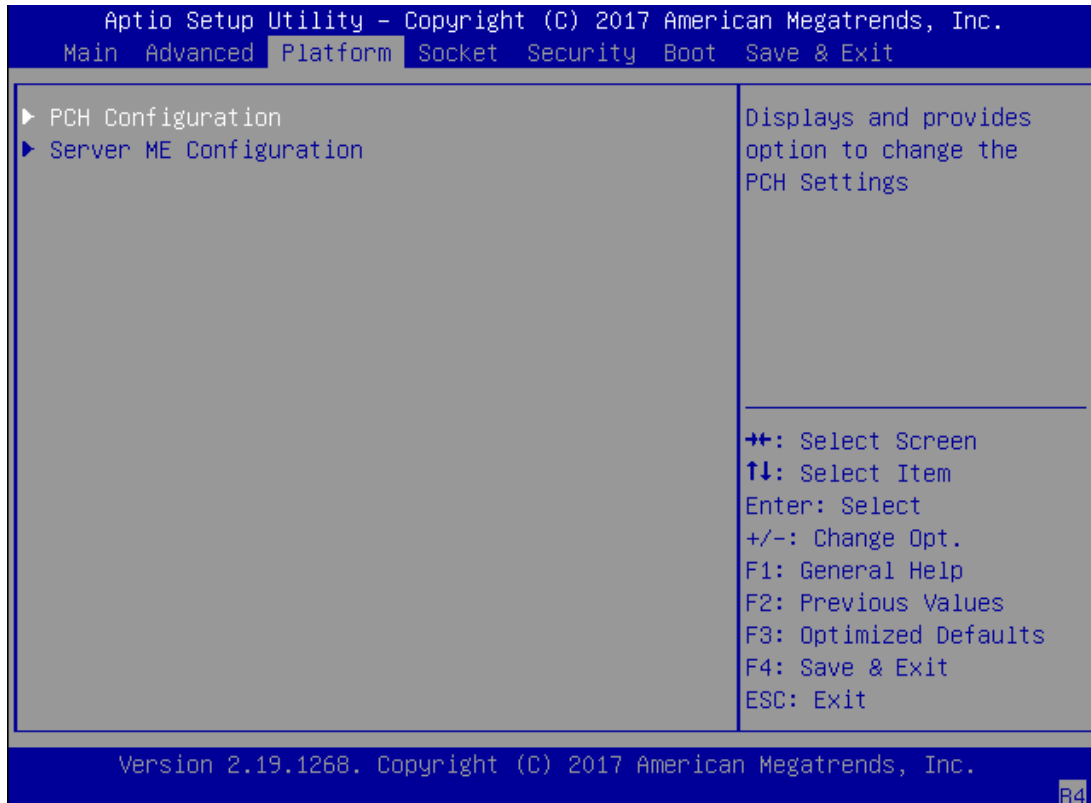 Aptio Setup Utility – Copyright (C) 2017 American Megatrends, Inc.
Main Advanced Platform Socket Security Boot Save & Exit
▶ PCH Configuration
▶ Server ME Configuration
Displays and provides
option to change the
PCH Settings
→←: Select Screen
↑↓: Select Item
Enter: Select
+/-: Change Opt.
F1: General Help
F2: Previous Values
F3: Optimized Defaults
F4: Save & Exit
ESC: Exit
Version 2.19.1268. Copyright (C) 2017 American Megatrends, Inc.
B4